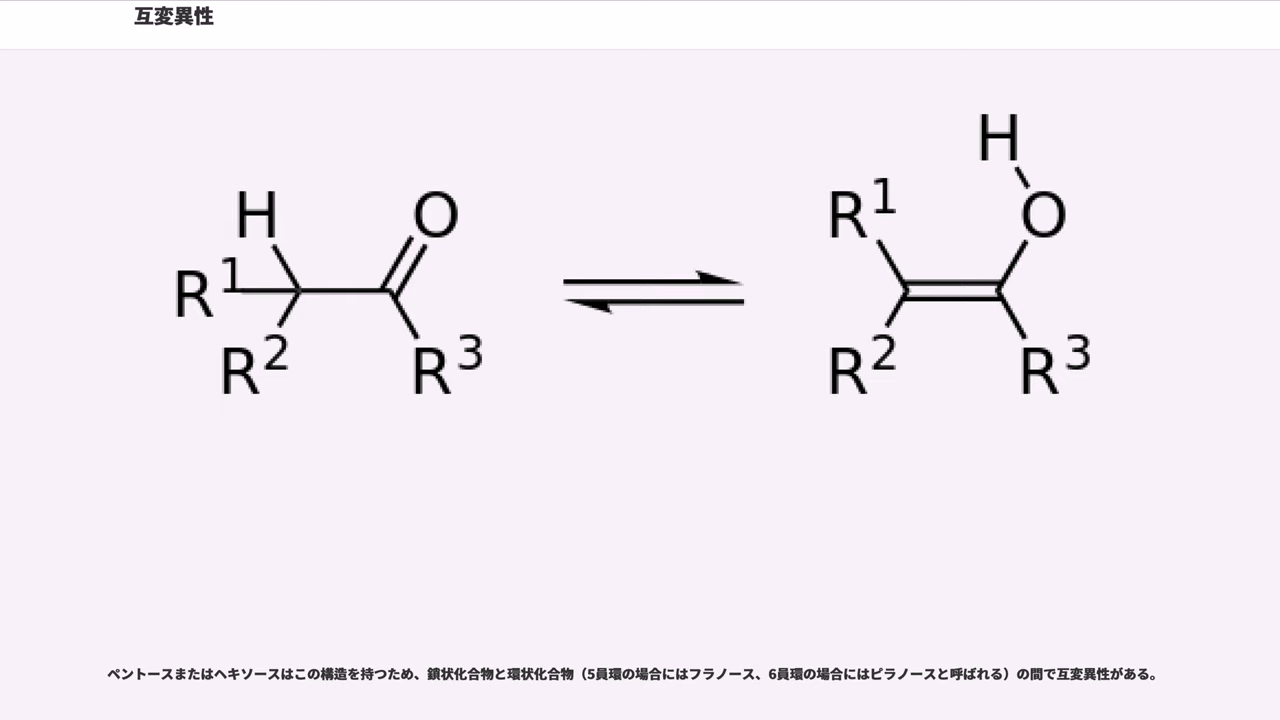 互変異性
H
H
O
R¹
O
R¹
R²
R³
R²
R³
ペントースまたはヘキソースはこの構造を持つため、鎖状化合物と環状化合物（5員環の場合にはフラノース、6員環の場合にはピラノースと呼ばれる）の間で互変異性がある。